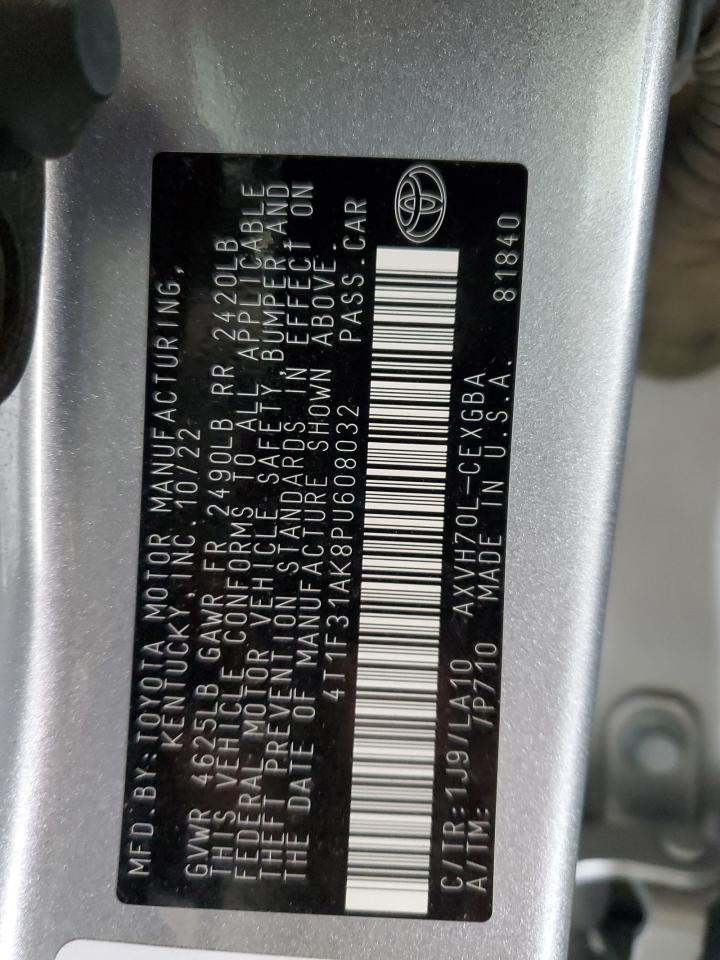 MFD. BY: TOYOTA MOTOR MANUFACTURING,
KENTUCKY, INC. 10/22
GVWR 4625LB GAWR FR 2490LB RR 2420LB
THIS VEHICLE CONFORMS TO ALL APPLICABLE
FEDERAL MOTOR VEHICLE SAFETY, BUMPER, AND
THEFT PREVENTION STANDARDS IN EFFECT ON
THE DATE OF MANUFACTURE SHOWN ABOVE.
4T1F31AK8PU608032 PASS.CAR
C/TR: 1J9/LA10 AXVH70L-CEXGBA
A/TM: /P710 MADE IN U.S.A. 81840